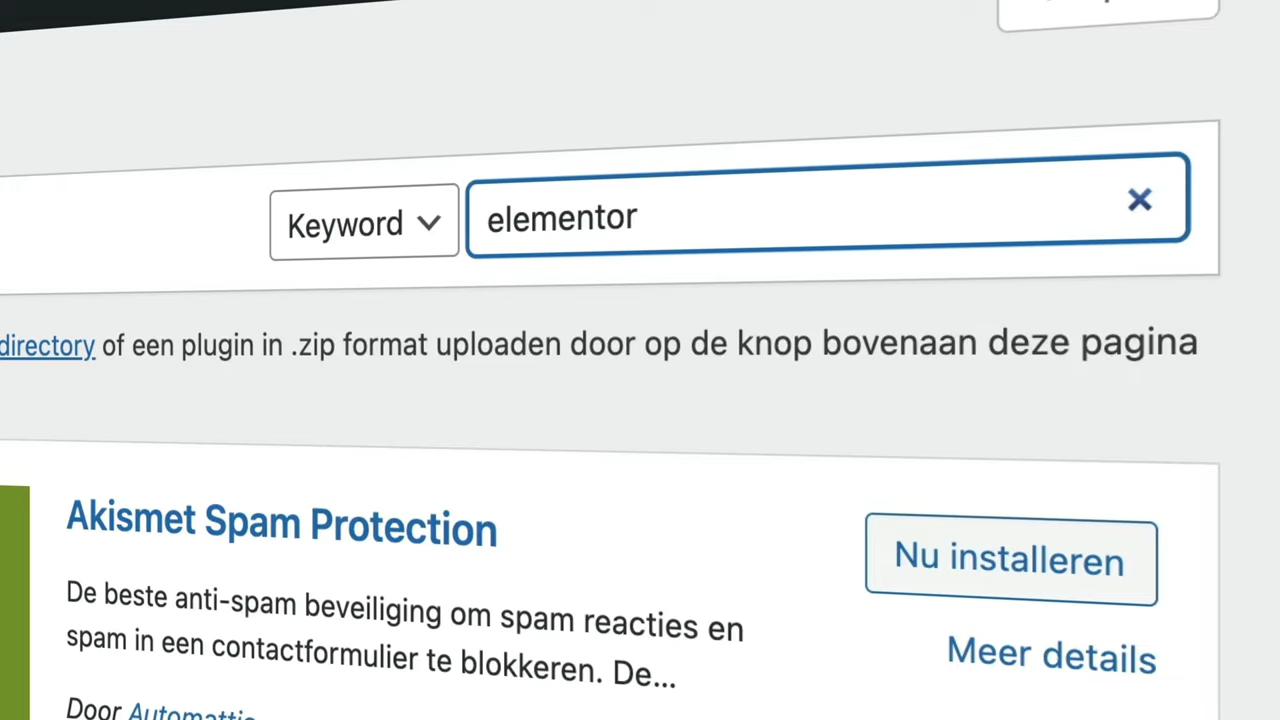 Keyword
elementor
directory of een plugin in .zip format uploaden door op de knop bovenaan deze pagina
Akismet Spam Protection
Nu installeren
De beste anti-spam beveiliging om spam reacties en
spam in een contactformulier te blokkeren. De...
Meer details
Door Automattic